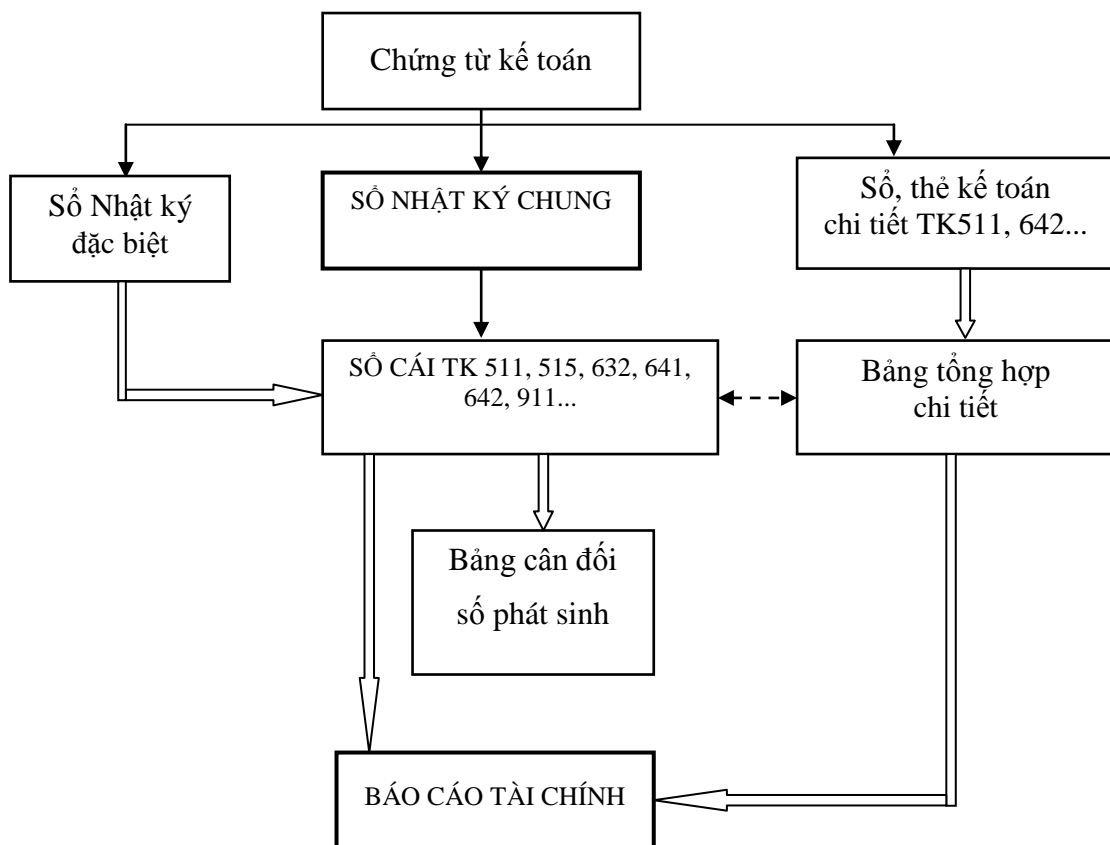 Chứng từ kế toán
Sổ Nhật ký
đặc biệt
SỔ NHẬT KÝ CHUNG
Sổ, thẻ kế toán
chi tiết TK511, 642...
SỔ CÁI TK 511, 515, 632, 641,
642, 911...
Bảng tổng hợp
chi tiết
Bảng cân đối
số phát sinh
BÁO CÁO TÀI CHÍNH